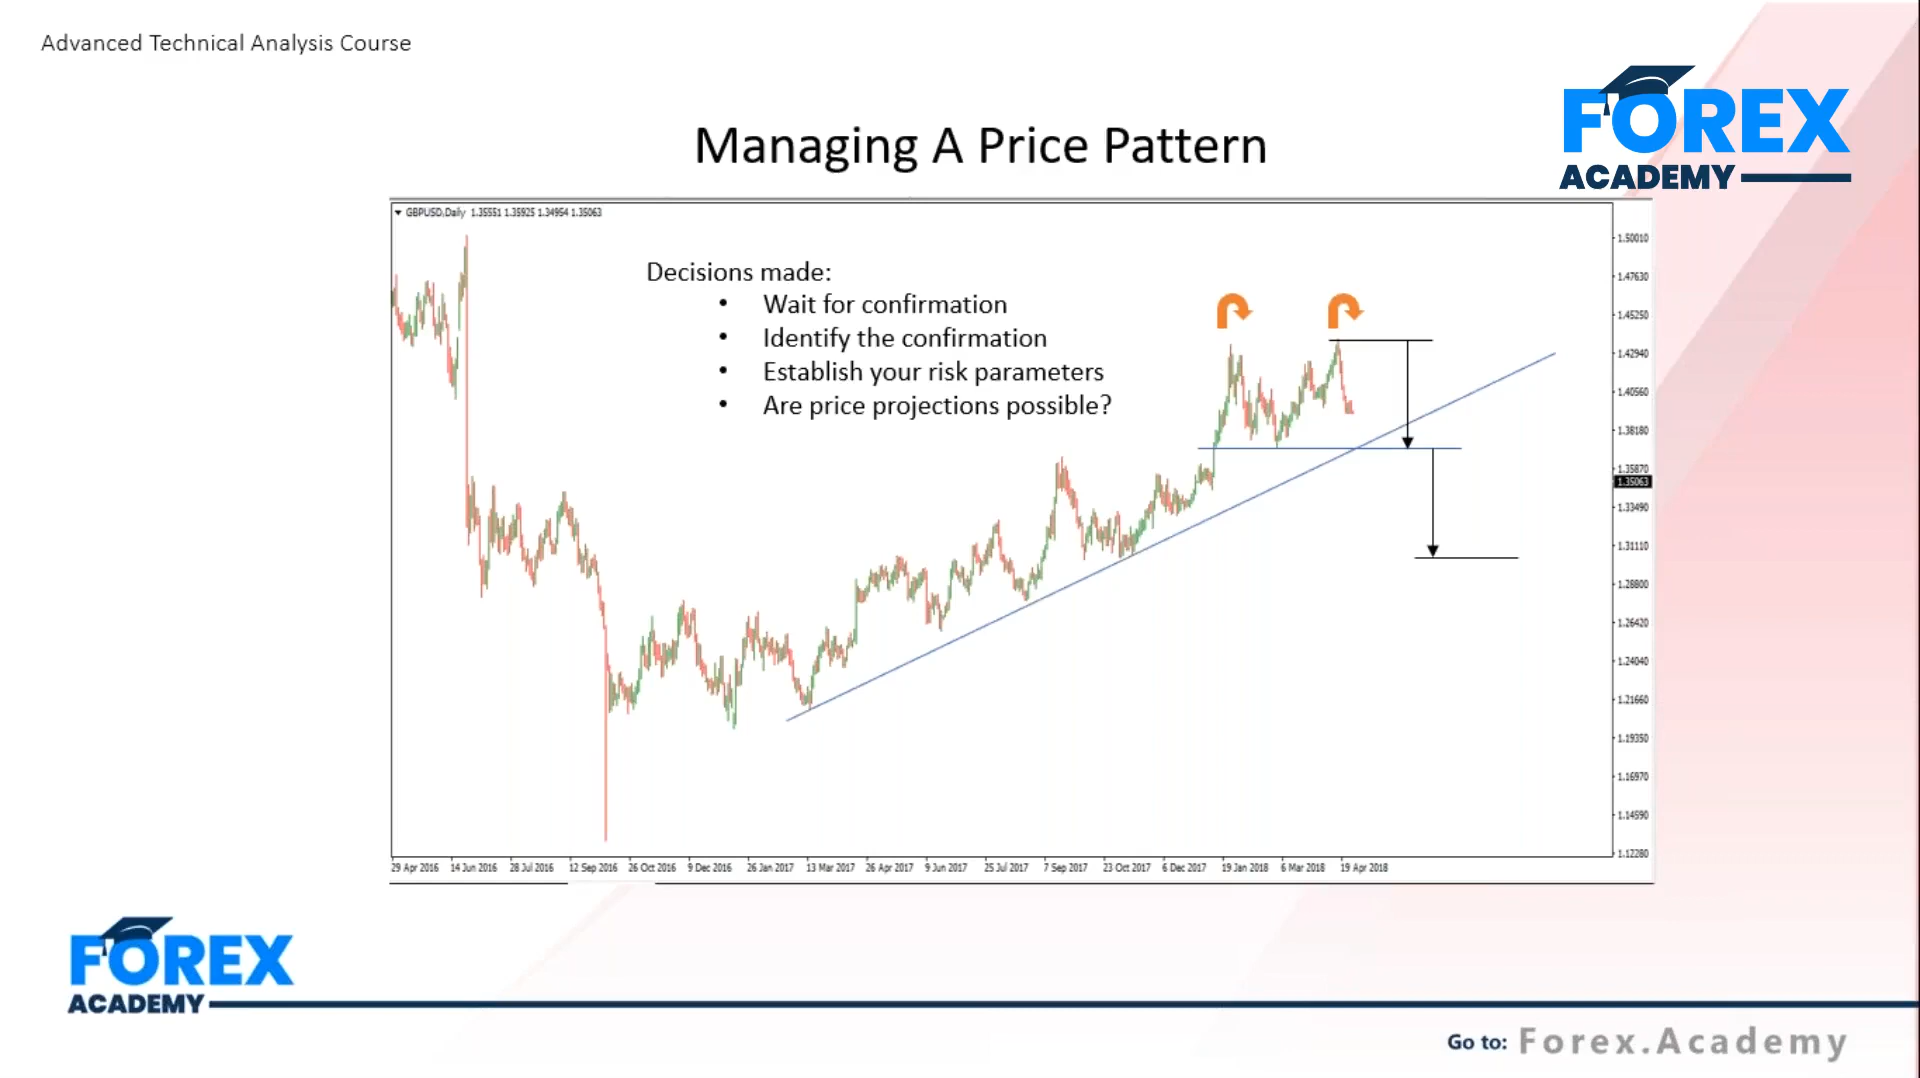 Advanced Technical Analysis Course
FOREX
ACADEMY
Managing A Price Pattern
GBPUSD,Daily 1.35551 1.35925 1.34954 1.35063
Decisions made:
• Wait for confirmation
• Identify the confirmation
• Establish your risk parameters
• Are price projections possible?
1.50010
1.47630
1.45250
1.42940
1.40560
1.38180
1.35870
1.35063
1.33490
1.31110
1.28800
1.26420
1.24040
1.21660
1.19350
1.16970
1.14590
1.12280
29 Apr 2016 14 Jun 2016 28 Jul 2016 12 Sep 2016 26 Oct 2016 9 Dec 2016 26 Jan 2017 13 Mar 2017 26 Apr 2017 9 Jun 2017 25 Jul 2017 7 Sep 2017 23 Oct 2017 6 Dec 2017 19 Jan 2018 6 Mar 2018 19 Apr 2018
FOREX
ACADEMY
Go to: Forex.Academy